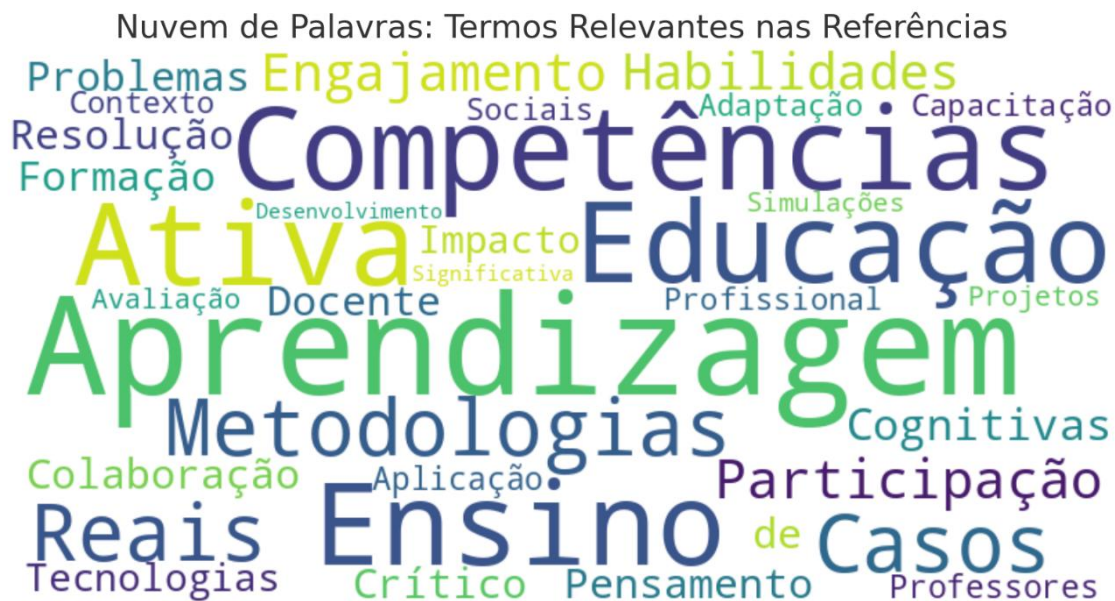 Nuvem de Palavras: Termos Relevantes nas Referências
Problemas Engajamento Habilidades
Contexto Sociais Adaptação Capacitação
Resolução Competências
Formação
Desenvolvimento Simulações
Ativa Impacto Educação
Significativa
Avaliação Docente Profissional Projetos
Aprendizagem
Metodologias Cognitivas
Colaboração Aplicação Participação
Reais Ensino de Casos
Tecnologias Crítico Pensamento Professores